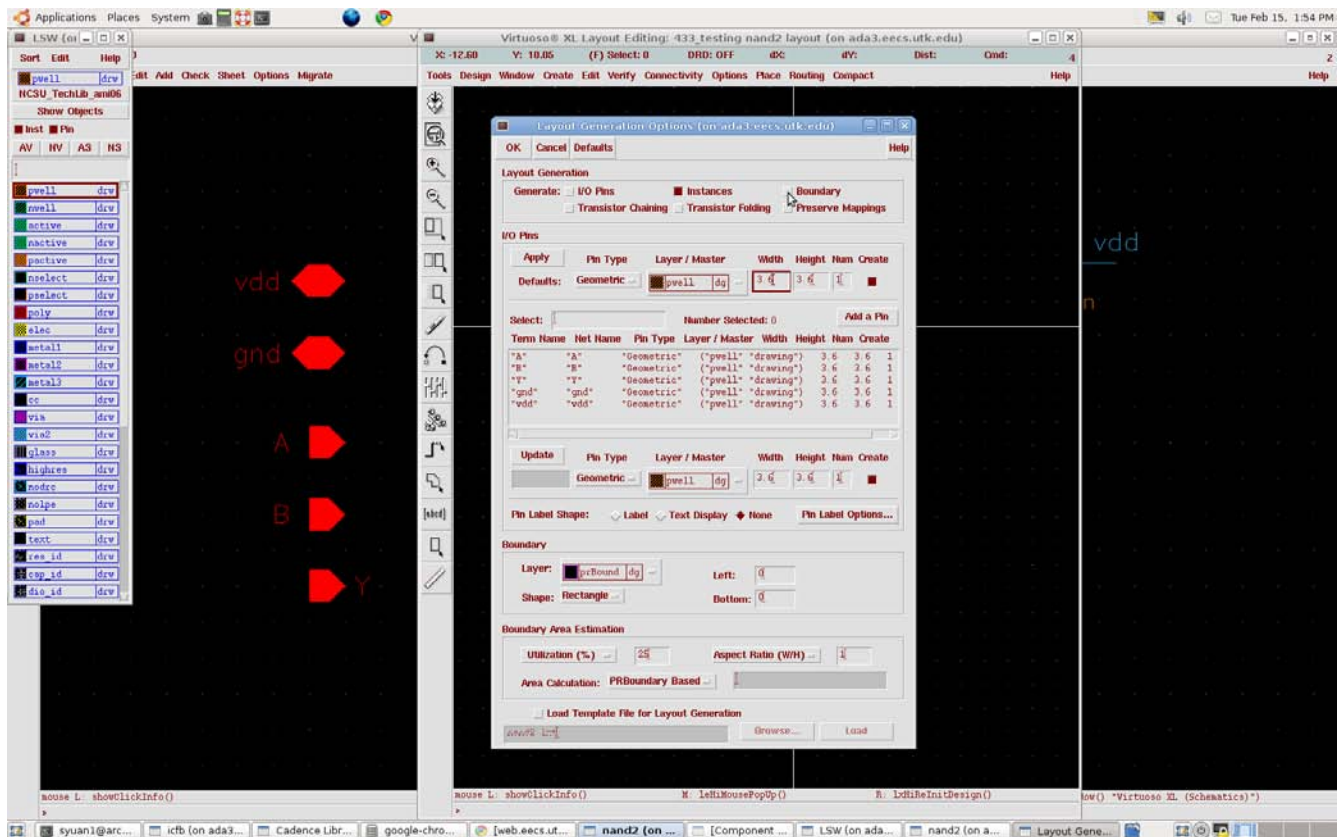 Applications Places System
Tue Feb 15, 1:54 PM
LSW (or
Virtuoso® XL Layout Editing: 433_testing nand2 layout (on ada3.eecs.utk.edu)
Sort Edit Help
pwell drw
NCSU_TechLib_ami06
Show Objects
Inst Pin
AV NV AS NS
pwell drw
nwell drw
active drw
nactive drw
pactive drw
nselect drw
pselect drw
poly drw
elec drw
metal1 drw
metal2 drw
metal3 drw
cc drw
via drw
via2 drw
glass drw
highres drw
nodrc drw
nolpe drw
pad drw
text drw
res_id drw
cap_id drw
dio_id drw
Edit Add Check Sheet Options Migrate
vdd
gnd
A
B
Y
mouse L: showClickInfo()
>
X: -12.60 Y: 10.05 (F) Select: 0 DRD: OFF dX: dY: Dist: Cmd: 4
Tools Design Window Create Edit Verify Connectivity Options Place Routing Compact Help
[abcd]
Layout Generation Options (on ada3.eecs.utk.edu)
OK Cancel Defaults Help
Layout Generation
Generate: I/O Pins Instances Boundary
Transistor Chaining Transistor Folding Preserve Mappings
I/O Pins
Apply Pin Type Layer / Master Width Height Num Create
Defaults: Geometric pwell dg 3.6 3.6 1
Select: Number Selected: 0 Add a Pin
Term Name Net Name Pin Type Layer / Master Width Height Num Create
"A" "A" "Geometric" ("pwell" "drawing") 3.6 3.6 1
"B" "B" "Geometric" ("pwell" "drawing") 3.6 3.6 1
"Y" "Y" "Geometric" ("pwell" "drawing") 3.6 3.6 1
"gnd" "gnd" "Geometric" ("pwell" "drawing") 3.6 3.6 1
"vdd" "vdd" "Geometric" ("pwell" "drawing") 3.6 3.6 1
Update Pin Type Layer / Master Width Height Num Create
Geometric pwell dg 3.6 3.6 1
Pin Label Shape: Label Text Display None Pin Label Options...
Boundary
Layer: prBound dg Left: 0
Shape: Rectangle Bottom: 0
Boundary Area Estimation
Utilization (%) 25 Aspect Ratio (W/H) 1
Area Calculation: PRBoundary Based
Load Template File for Layout Generation
Browse... Load
mouse L: showClickInfo() M: leHiMousePopUp() R: lxHiReInitDesign()
>
2
Help
vdd
n
low() "Virtuoso XL (Schematics)")
syuan1@arc... icfb (on ada3... Cadence Libr... google-chro... [web.eecs.ut... nand2 (on ... [Component ... LSW (on ada... nand2 (on a... Layout Gene...